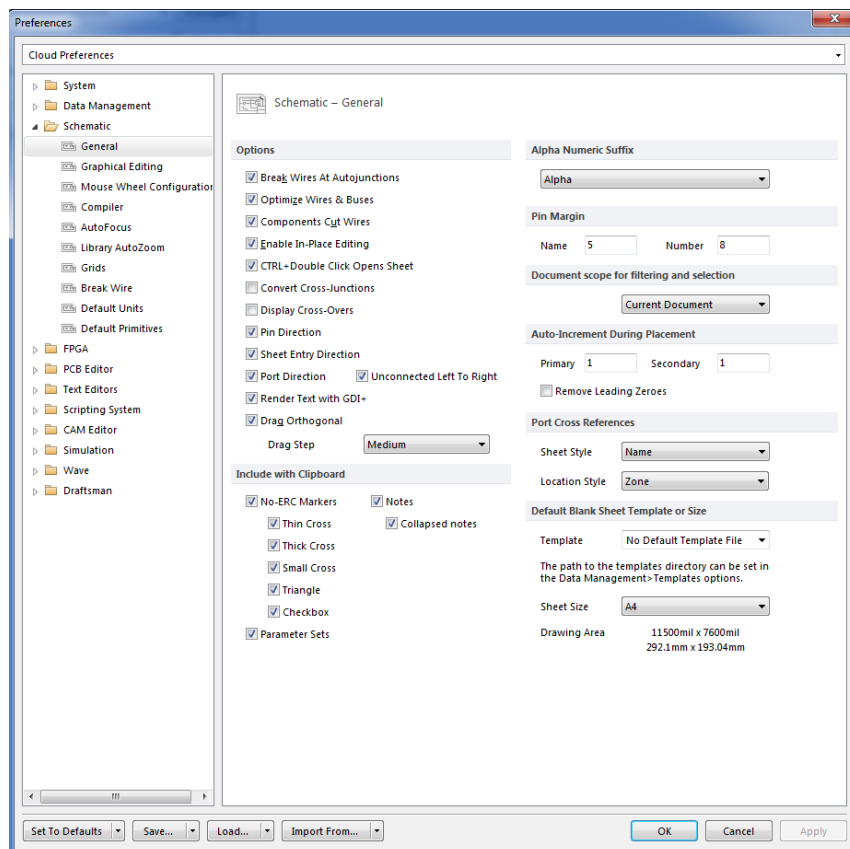 Preferences
Cloud Preferences
System
Data Management
Schematic
General
Graphical Editing
Mouse Wheel Configuration
Compiler
AutoFocus
Library AutoZoom
Grids
Break Wire
Default Units
Default Primitives
FPGA
PCB Editor
Text Editors
Scripting System
CAM Editor
Simulation
Wave
Draftsman
Schematic – General
Options
Break Wires At Autojunctions
Optimize Wires & Buses
Components Cut Wires
Enable In-Place Editing
CTRL+Double Click Opens Sheet
Convert Cross-Junctions
Display Cross-Overs
Pin Direction
Sheet Entry Direction
Port Direction Unconnected Left To Right
Render Text with GDI+
Drag Orthogonal
Drag Step Medium
Include with Clipboard
No-ERC Markers Notes
Thin Cross Collapsed notes
Thick Cross
Small Cross
Triangle
Checkbox
Parameter Sets
Alpha Numeric Suffix
Alpha
Pin Margin
Name 5 Number 8
Document scope for filtering and selection
Current Document
Auto-Increment During Placement
Primary 1 Secondary 1
Remove Leading Zeroes
Port Cross References
Sheet Style Name
Location Style Zone
Default Blank Sheet Template or Size
Template No Default Template File
The path to the templates directory can be set in
the Data Management>Templates options.
Sheet Size A4
Drawing Area 11500mil x 7600mil
292.1mm x 193.04mm
Set To Defaults Save... Load... Import From... OK Cancel Apply